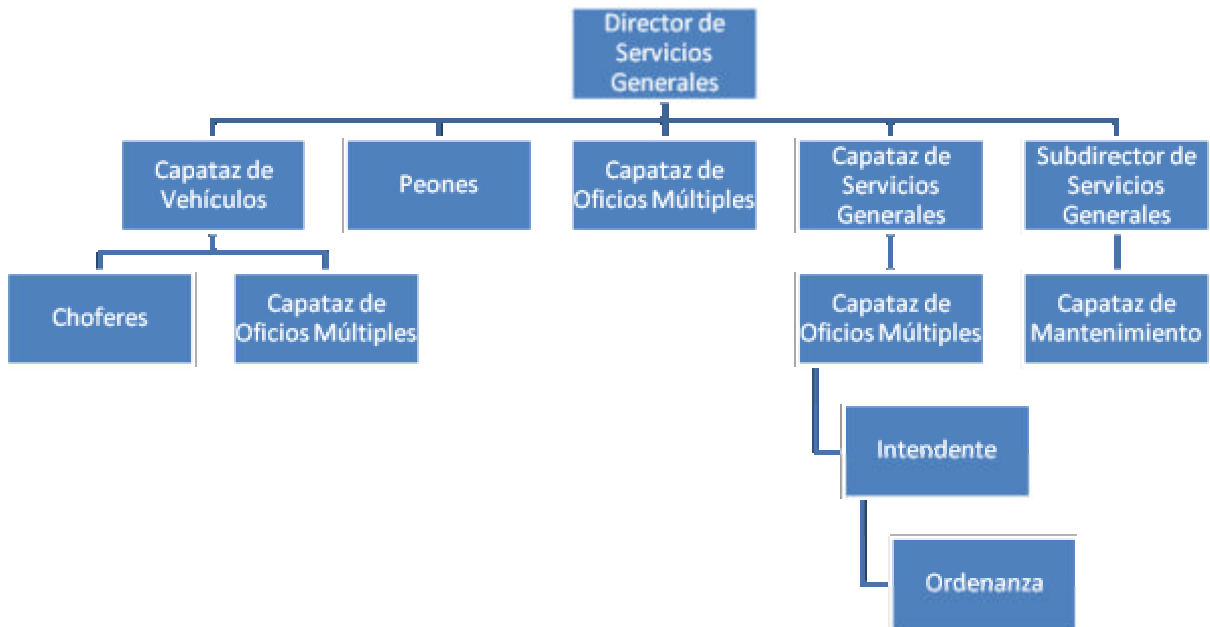 Director de
Servicios
Generales
Capataz de
Vehículos
Peones
Capataz de
Oficios Múltiples
Capataz de
Servicios
Generales
Subdirector de
Servicios
Generales
Choferes
Capataz de
Oficios Múltiples
Capataz de
Oficios Múltiples
Capataz de
Mantenimiento
Intendente
Ordenanza